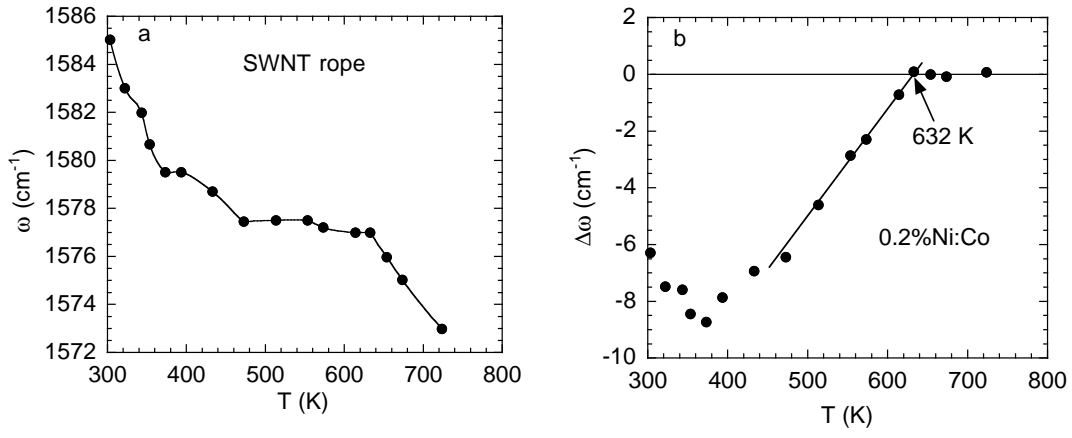 a
SWNT rope
1586
1584
1582
1580
1578
1576
1574
1572
ω (cm-1)
300 400 500 600 700 800
T (K)
b
632 K
0.2%Ni:Co
2
0
-2
-4
-6
-8
-10
Δω (cm-1)
300 400 500 600 700 800
T (K)